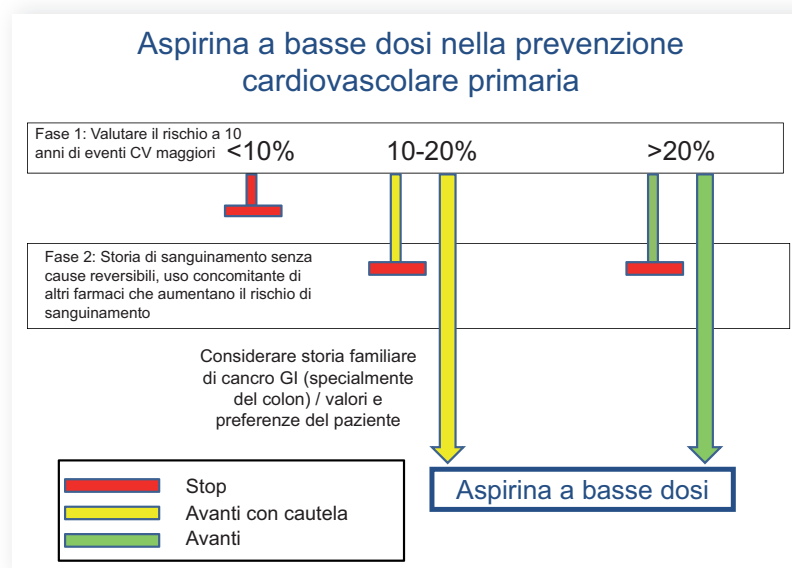 Aspirina a basse dosi nella prevenzione
cardiovascolare primaria
Fase 1: Valutare il rischio a 10
anni di eventi CV maggiori
<10%
10-20%
>20%
Fase 2: Storia di sanguinamento senza
cause reversibili, uso concomitante di
altri farmaci che aumentano il rischio di
sanguinamento
Considerare storia familiare
di cancro GI (specialmente
del colon) / valori e
preferenze del paziente
Aspirina a basse dosi
Stop
Avanti con cautela
Avanti